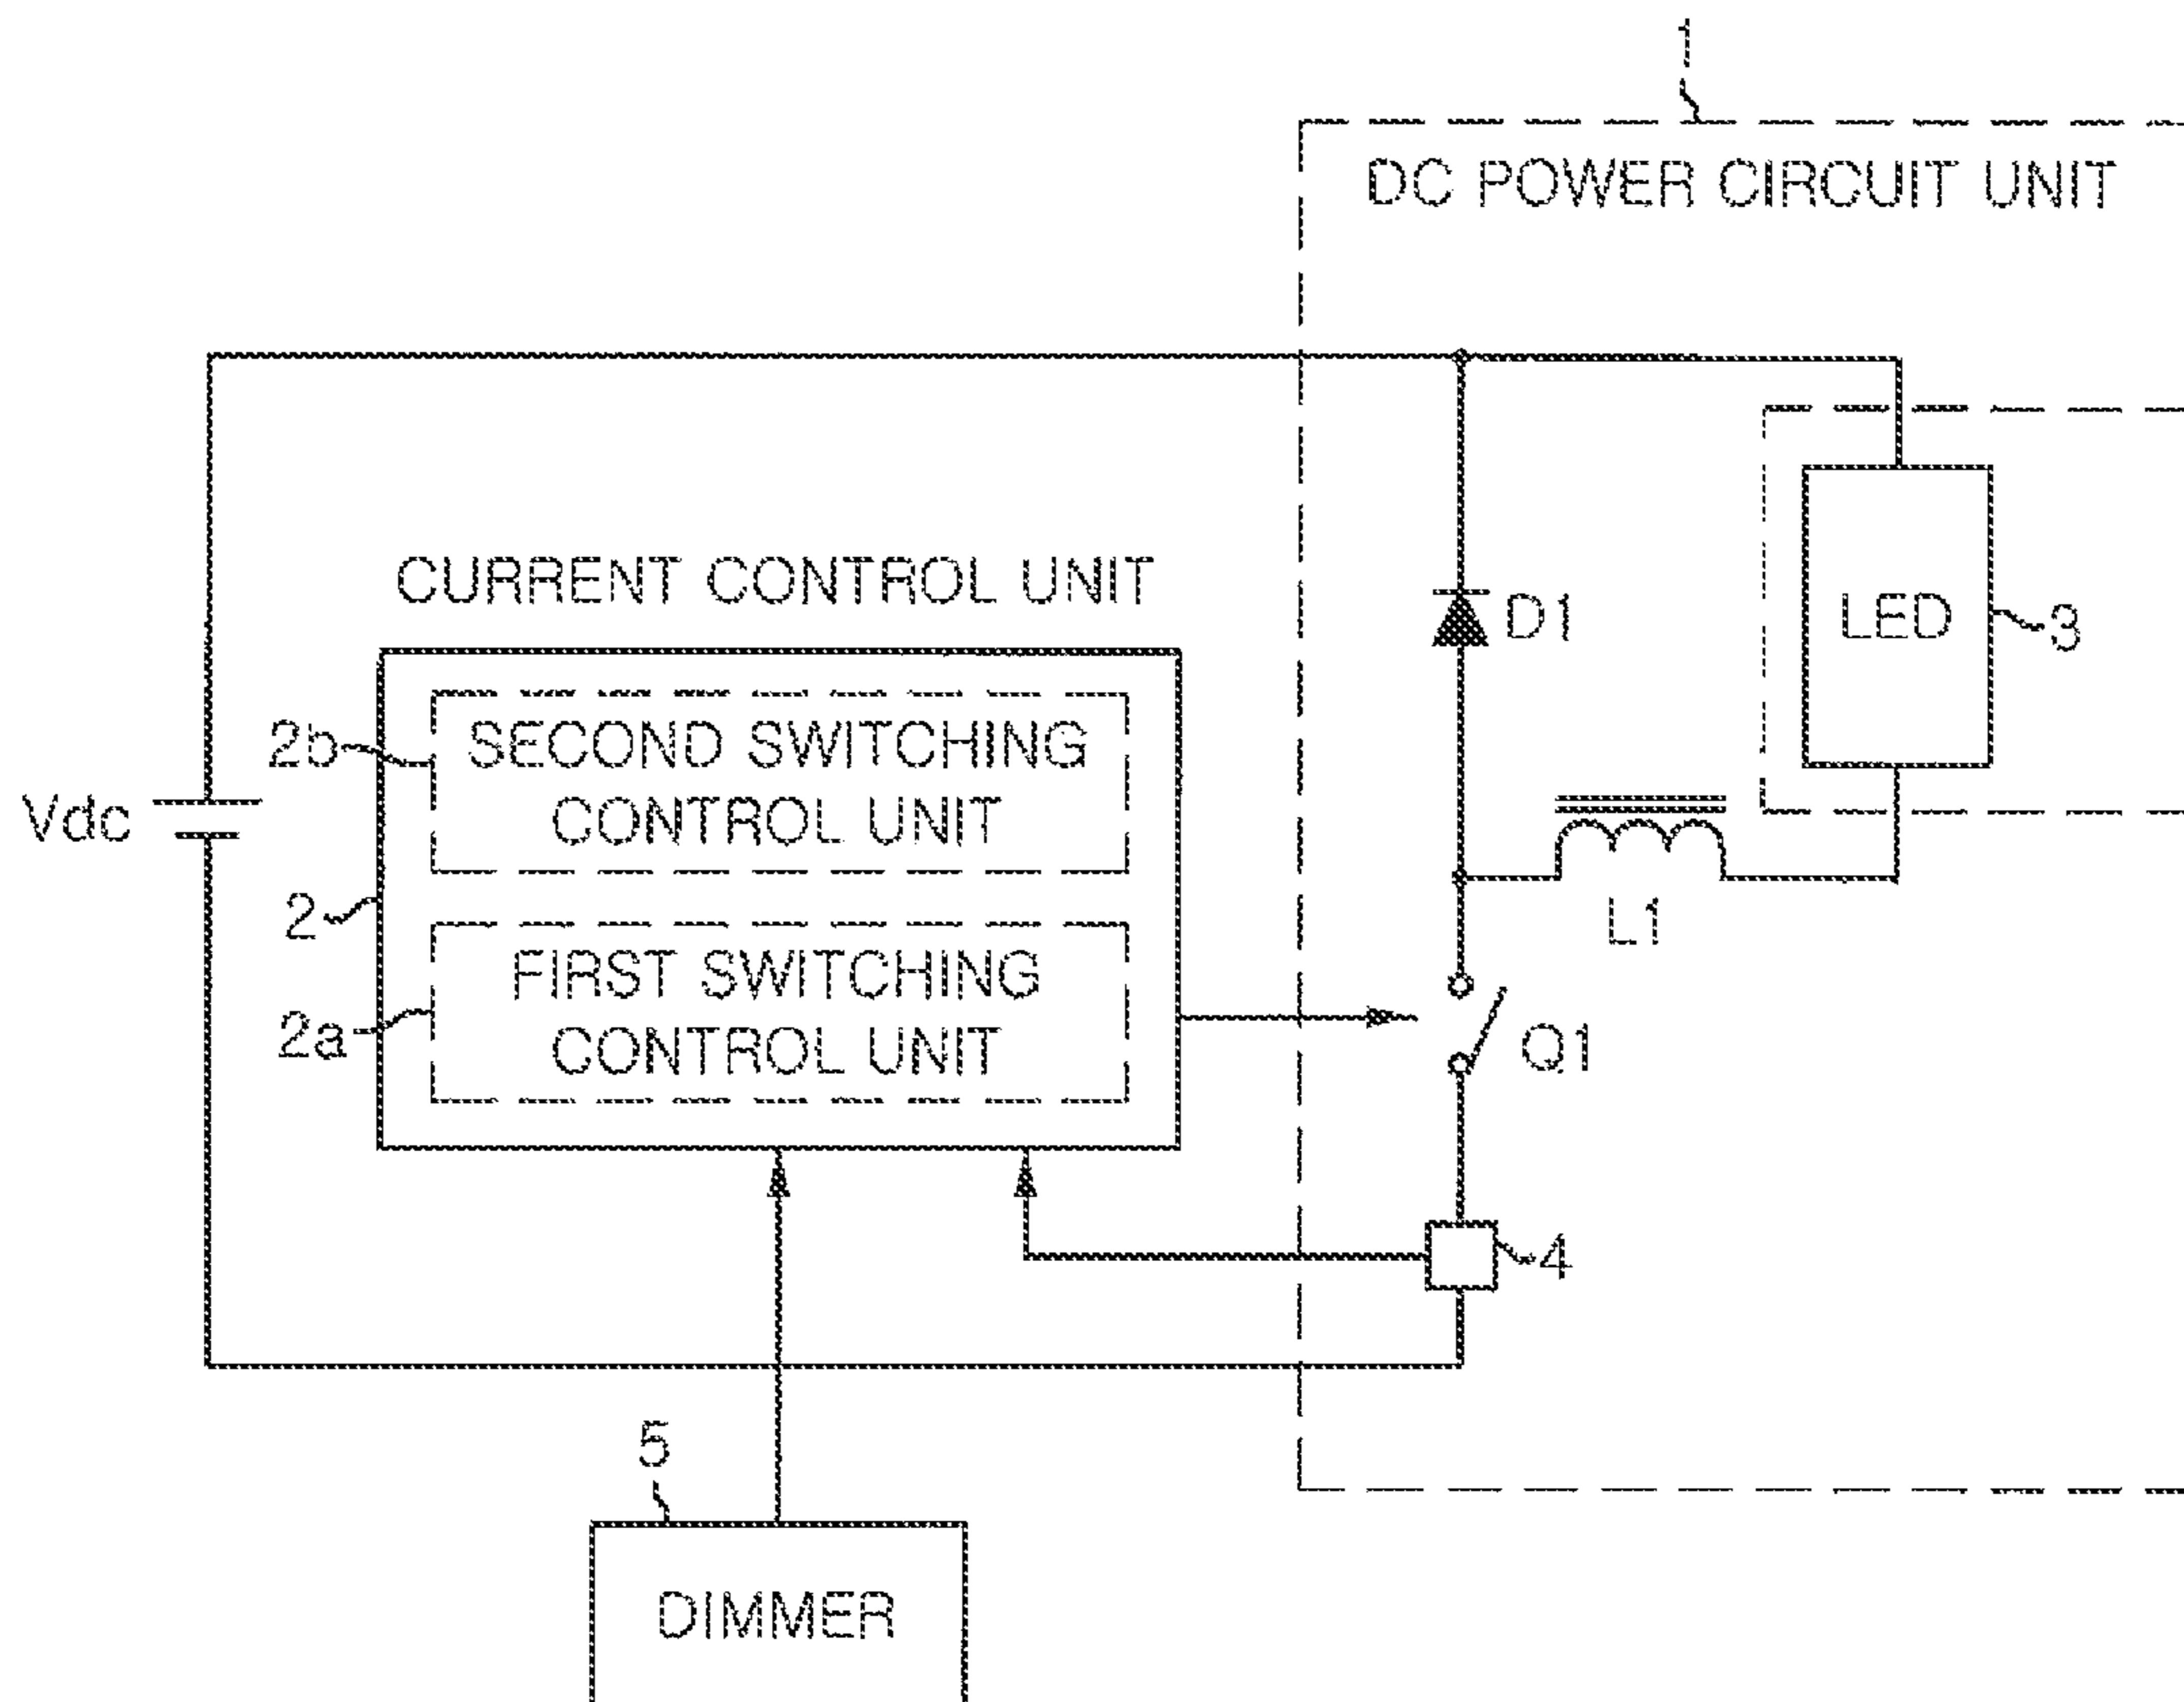 1
DC POWER CIRCUIT UNIT
CURRENT CONTROL UNIT
D1
LED
3
2b
SECOND SWITCHING
CONTROL UNIT
Vdc
2
L1
FIRST SWITCHING
CONTROL UNIT
2a
Q1
4
5
DIMMER